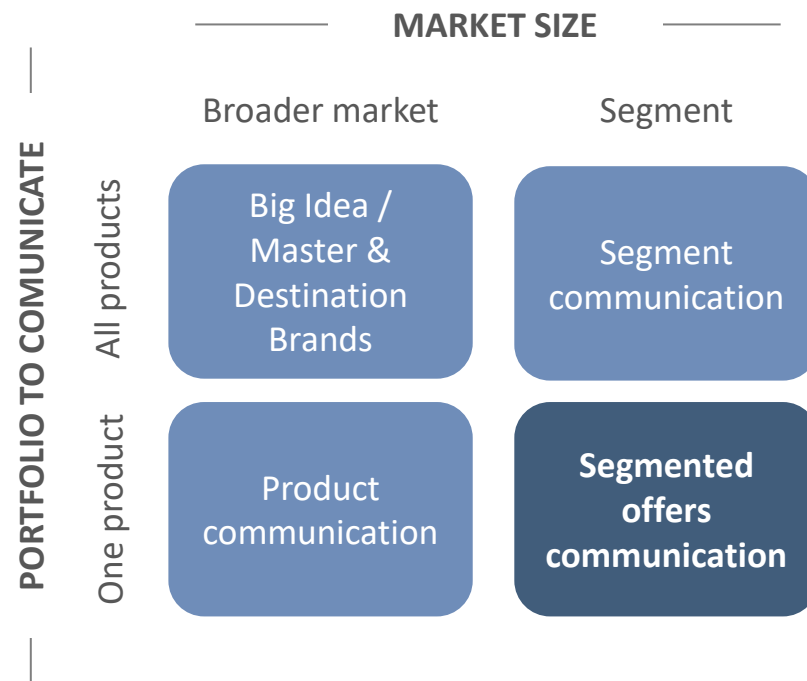 MARKET SIZE
Broader market
Segment
PORTFOLIO TO COMUNICATE
All products
Big Idea /
Master &
Destination
Brands
Segment
communication
One product
Product
communication
Segmented
offers
communication